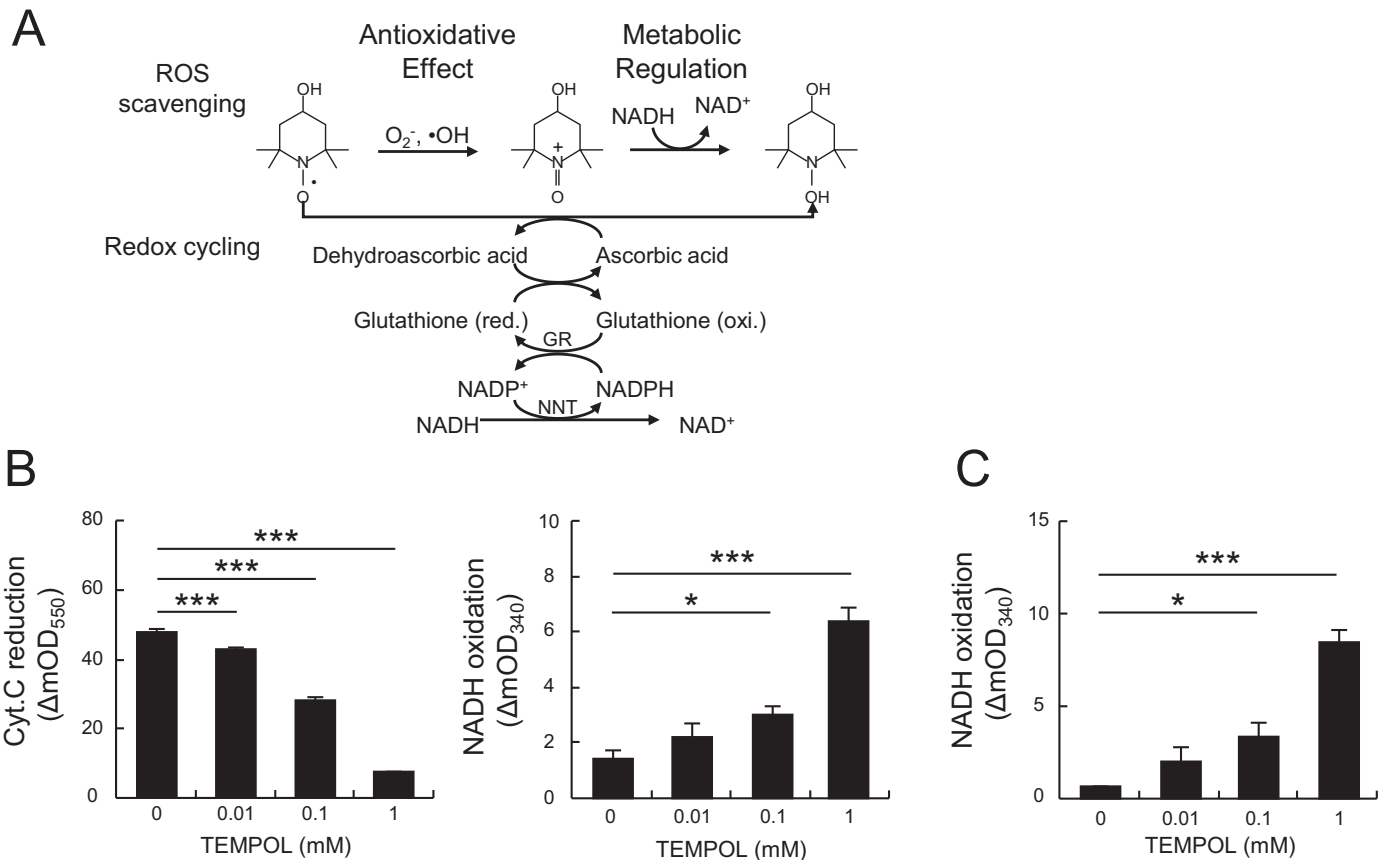 A
Antioxidative
Effect
Metabolic
Regulation
ROS
scavenging
OH
N
O
•
O₂⁻, •OH
OH
+
N
O
NADH
NAD⁺
OH
N
OH
Redox cycling
Dehydroascorbic acid
Ascorbic acid
Glutathione (red.)
Glutathione (oxi.)
GR
NADP⁺
NADPH
NNT
NADH
NAD⁺
B
Cyt.C reduction
(ΔmOD₅₅₀)
80
60
40
20
0
***
***
***
0
0.01
0.1
1
TEMPOL (mM)
NADH oxidation
(ΔmOD₃₄₀)
10
8
6
4
2
0
***
*
0
0.01
0.1
1
TEMPOL (mM)
C
NADH oxidation
(ΔmOD₃₄₀)
15
10
5
0
***
*
0
0.01
0.1
1
TEMPOL (mM)